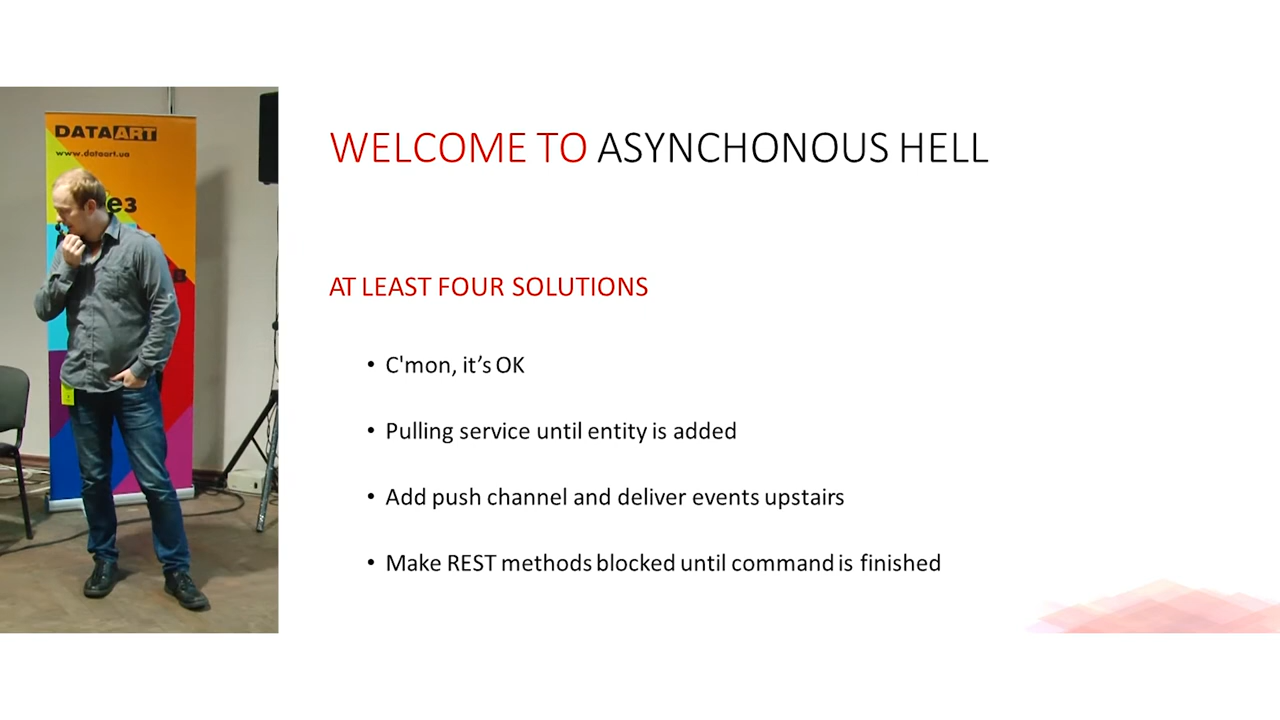 DATAART
www.dataart.ua
WELCOME TO ASYNCHONOUS HELL
AT LEAST FOUR SOLUTIONS
• C'mon, it’s OK
• Pulling service until entity is added
• Add push channel and deliver events upstairs
• Make REST methods blocked until command is finished